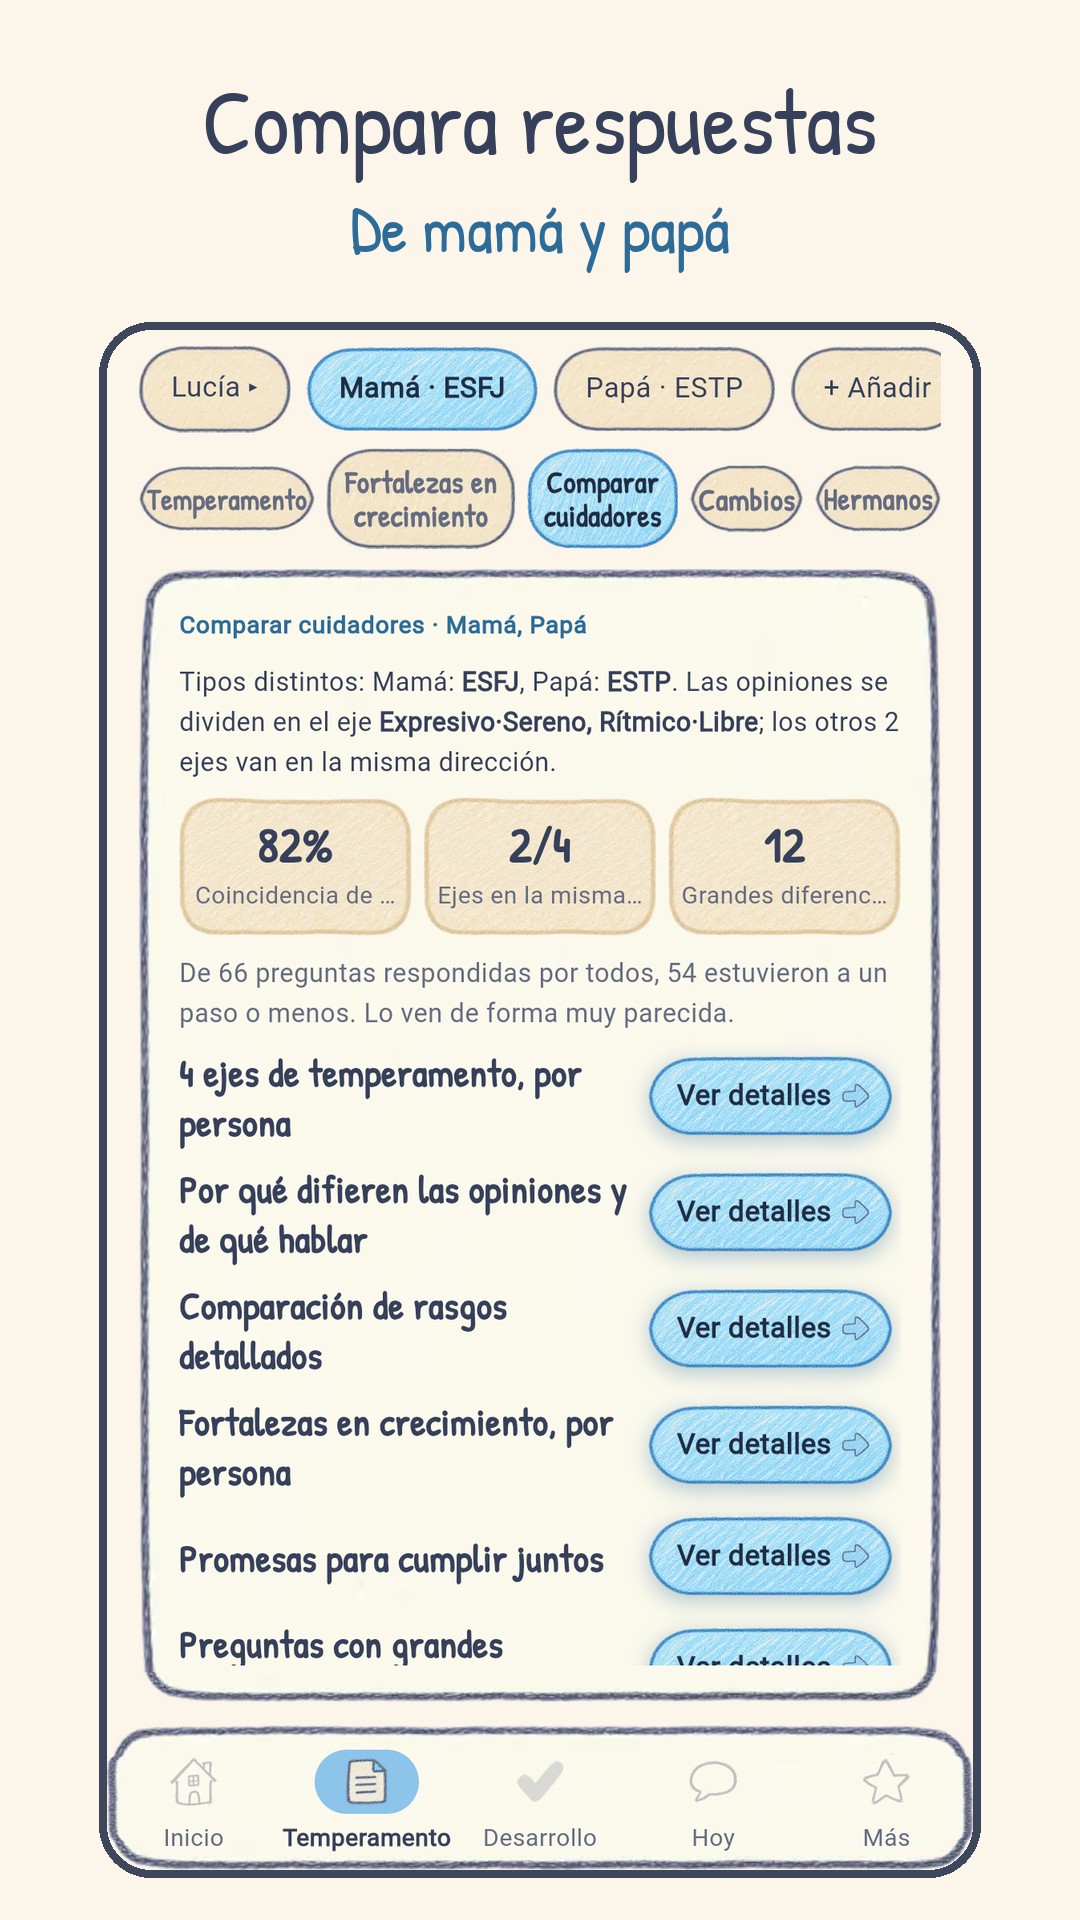 Compara respuestas
De mamá y papá
Lucía ▸
Mamá · ESFJ
Papá · ESTP
+ Añadir
Temperamento
Fortalezas en
crecimiento
Comparar
cuidadores
Cambios
Hermanos
Comparar cuidadores · Mamá, Papá
Tipos distintos: Mamá: ESFJ, Papá: ESTP. Las opiniones se
dividen en el eje Expresivo·Sereno, Rítmico·Libre; los otros 2
ejes van en la misma dirección.
82%
Coincidencia de ...
2/4
Ejes en la misma...
12
Grandes diferenc...
De 66 preguntas respondidas por todos, 54 estuvieron a un
paso o menos. Lo ven de forma muy parecida.
4 ejes de temperamento, por
persona
Ver detalles
Por qué difieren las opiniones y
de qué hablar
Ver detalles
Comparación de rasgos
detallados
Ver detalles
Fortalezas en crecimiento, por
persona
Ver detalles
Promesas para cumplir juntos
Ver detalles
Preguntas con grandes
Ver detalles
Inicio
Temperamento
Desarrollo
Hoy
Más